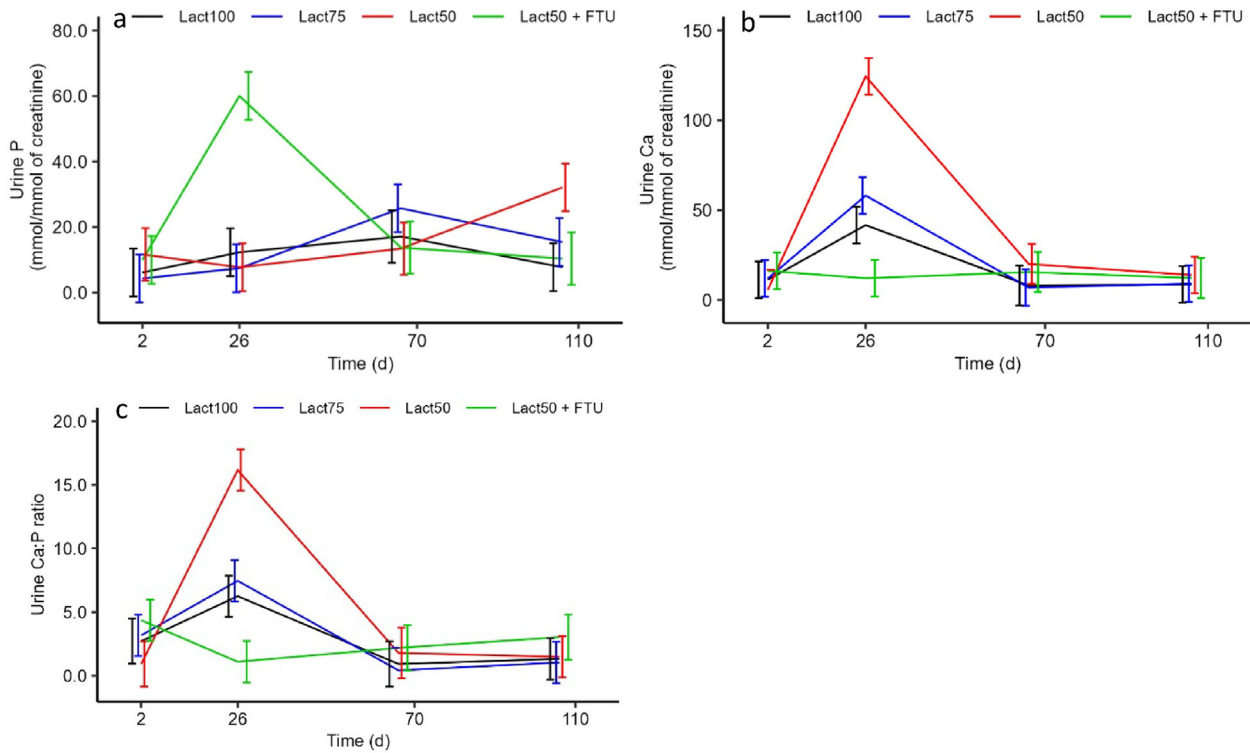 a
Lact100 Lact75 Lact50 Lact50 + FTU
80.0
60.0
40.0
20.0
0.0
Urine P
(mmol/mmol of creatinine)
2 26 70 110
Time (d)
b
Lact100 Lact75 Lact50 Lact50 + FTU
150
100
50
0
Urine Ca
(mmol/mmol of creatinine)
2 26 70 110
Time (d)
c
Lact100 Lact75 Lact50 Lact50 + FTU
20.0
15.0
10.0
5.0
0.0
Urine Ca:P ratio
2 26 70 110
Time (d)